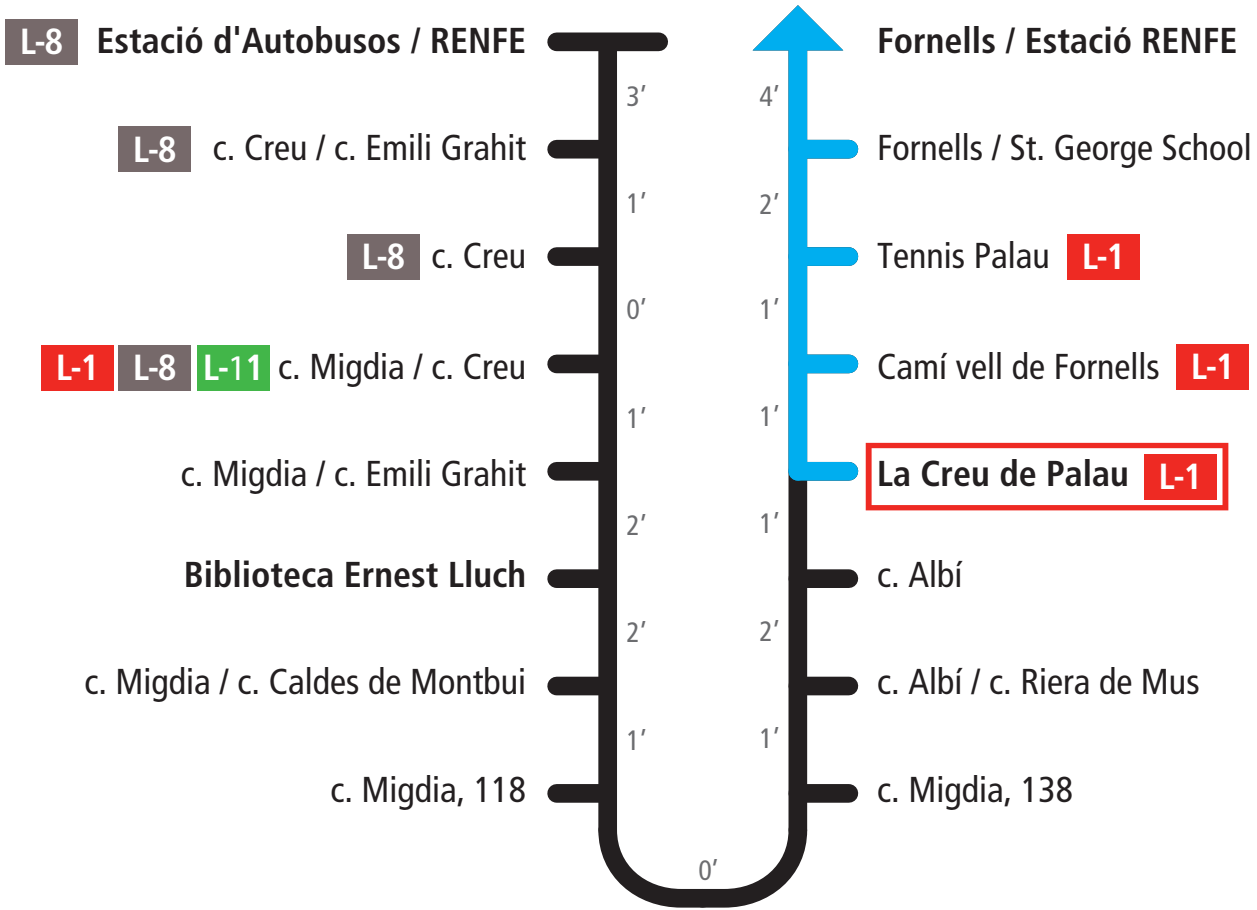 L-8 Estació d'Autobusos / RENFE
3’
L-8 c. Creu / c. Emili Grahit
1’
L-8 c. Creu
0’
L-1 L-8 L-11 c. Migdia / c. Creu
1’
c. Migdia / c. Emili Grahit
2’
Biblioteca Ernest Lluch
2’
c. Migdia / c. Caldes de Montbui
1’
c. Migdia, 118
0’
Fornells / Estació RENFE
4’
Fornells / St. George School
2’
Tennis Palau L-1
1’
Camí vell de Fornells L-1
1’
La Creu de Palau L-1
1’
c. Albí
2’
c. Albí / c. Riera de Mus
1’
c. Migdia, 138